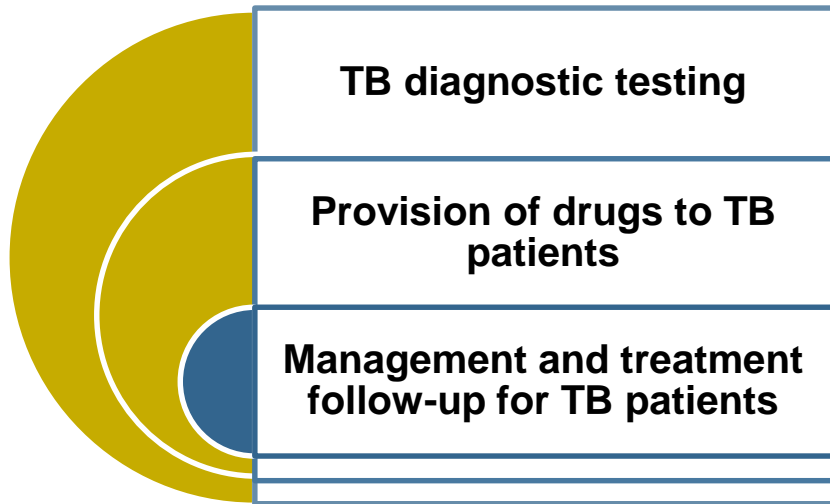 TB diagnostic testing
Provision of drugs to TB
patients
Management and treatment
follow-up for TB patients